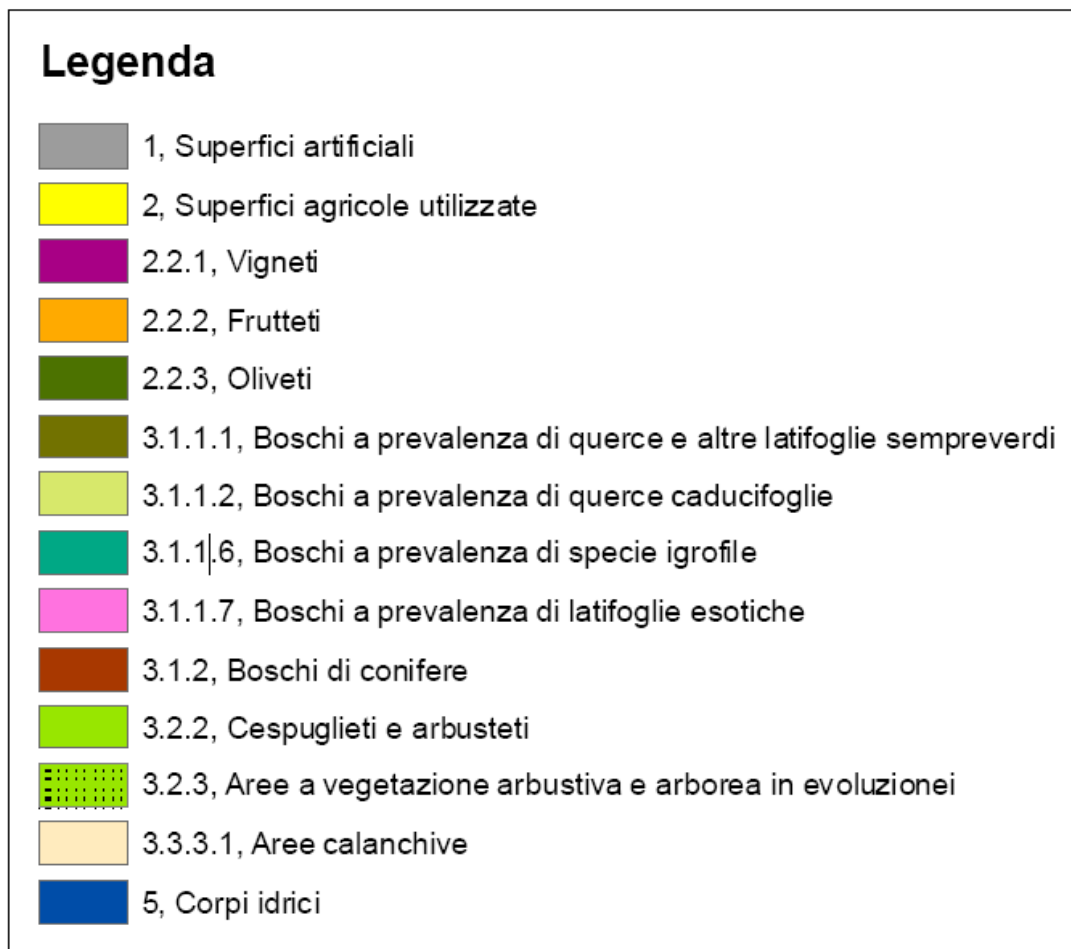 Legenda
1, Superfici artificiali
2, Superfici agricole utilizzate
2.2.1, Vigneti
2.2.2, Frutteti
2.2.3, Oliveti
3.1.1.1, Boschi a prevalenza di querce e altre latifoglie sempreverdi
3.1.1.2, Boschi a prevalenza di querce caducifoglie
3.1.1.6, Boschi a prevalenza di specie igrofile
3.1.1.7, Boschi a prevalenza di latifoglie esotiche
3.1.2, Boschi di conifere
3.2.2, Cespuglieti e arbusteti
3.2.3, Aree a vegetazione arbustiva e arborea in evoluzionei
3.3.3.1, Aree calanchive
5, Corpi idrici